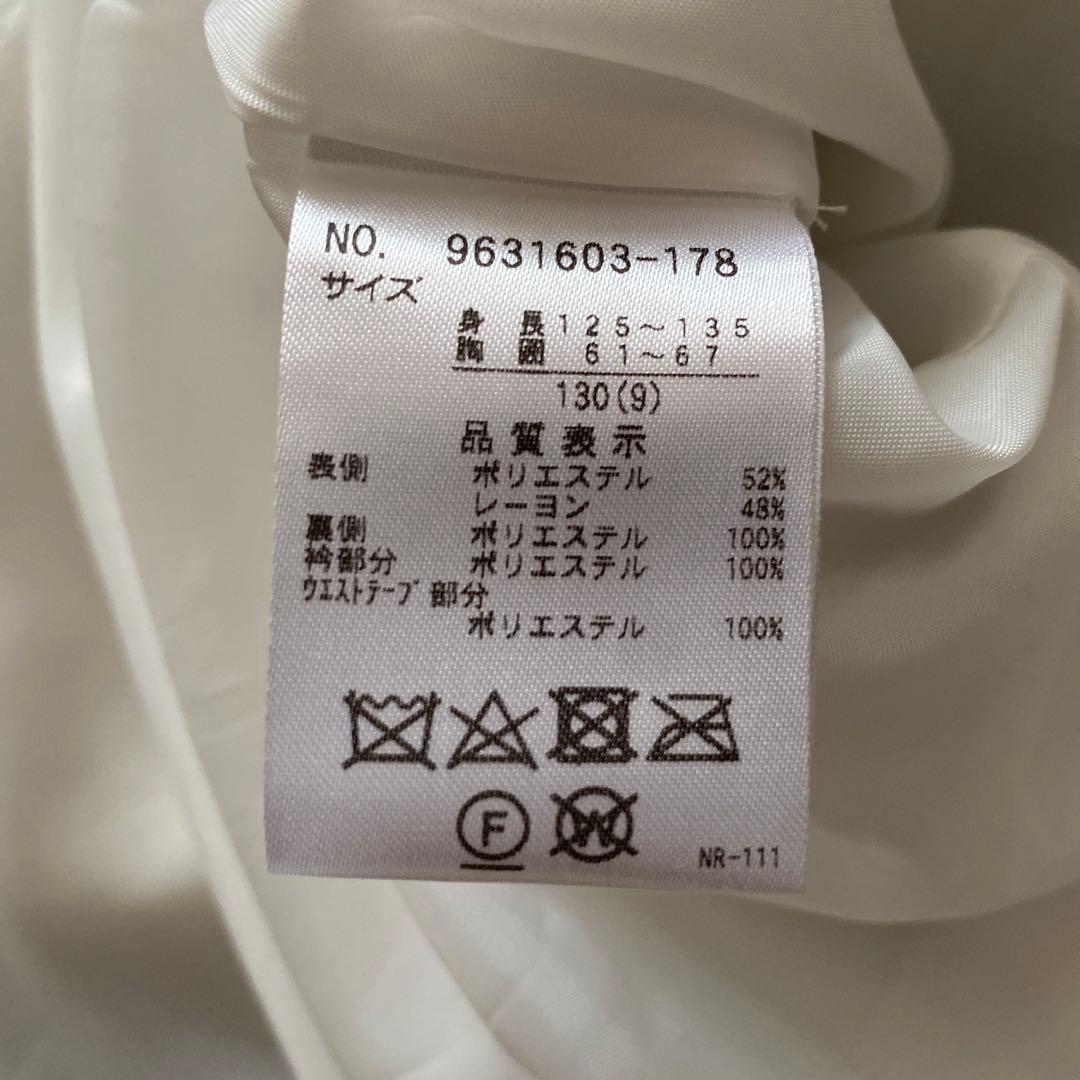 NO. 9631603-178
サイズ
身長125～135
胸囲 61～67
130(9)
品質表示
表側 ポリエステル 52%
レーヨン 48%
裏側 ポリエステル 100%
衿部分 ポリエステル 100%
ｳｴｽﾄﾃｰﾌﾟ部分
ポリエステル 100%
F W
NR-111